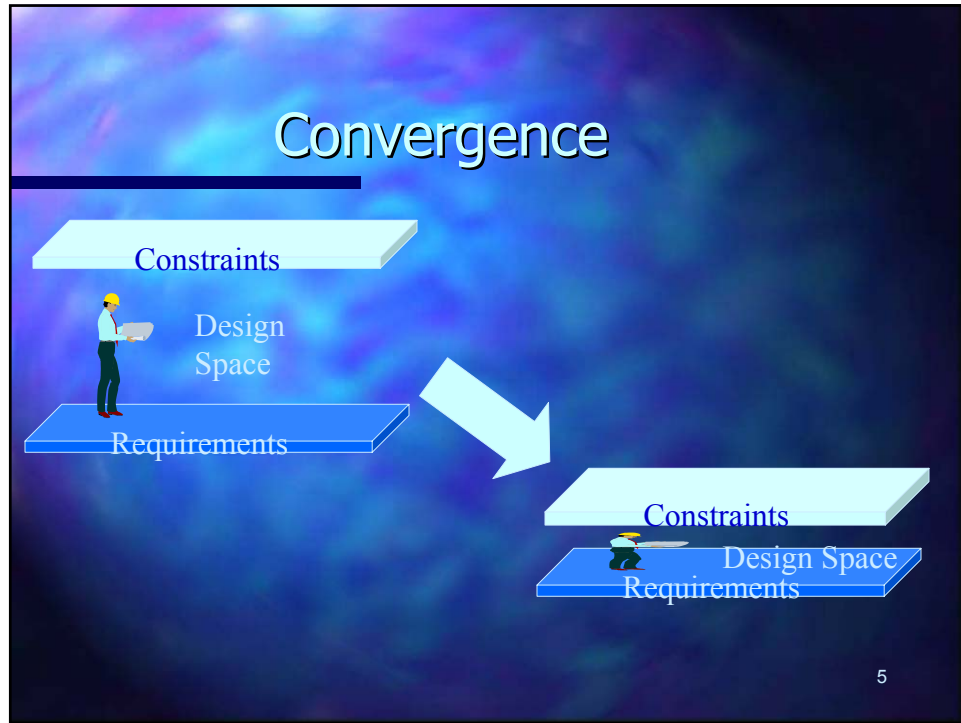 Convergence
Constraints
Design
Space
Requirements
Constraints
Design Space
Requirements
5